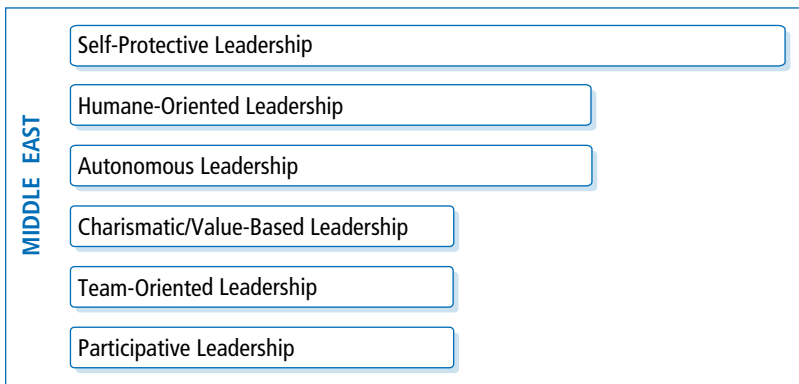 MIDDLE EAST
Self-Protective Leadership
Humane-Oriented Leadership
Autonomous Leadership
Charismatic/Value-Based Leadership
Team-Oriented Leadership
Participative Leadership